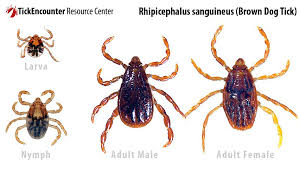 TickEncounter Resource Center
Rhipicephalus sanguineus (Brown Dog Tick)
Larva
Nymph
Adult Male
Adult Female